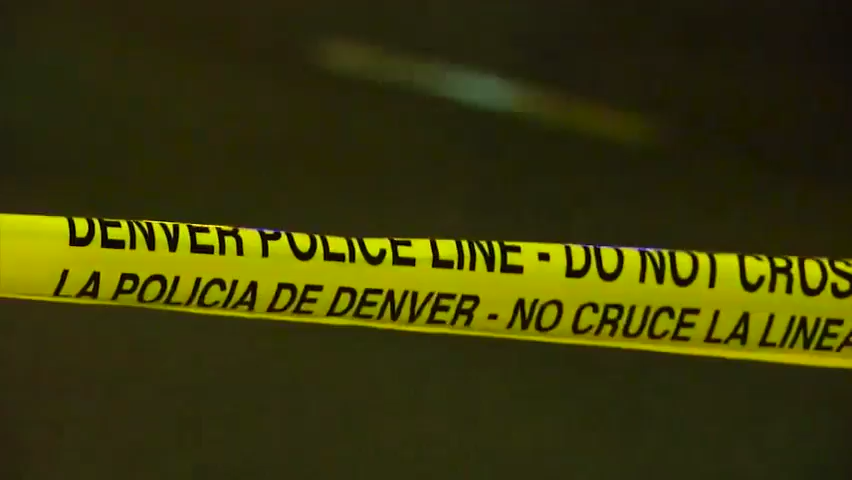 DENVER POLICE LINE - DO NOT CROS
LA POLICIA DE DENVER - NO CRUCE LA LINEA